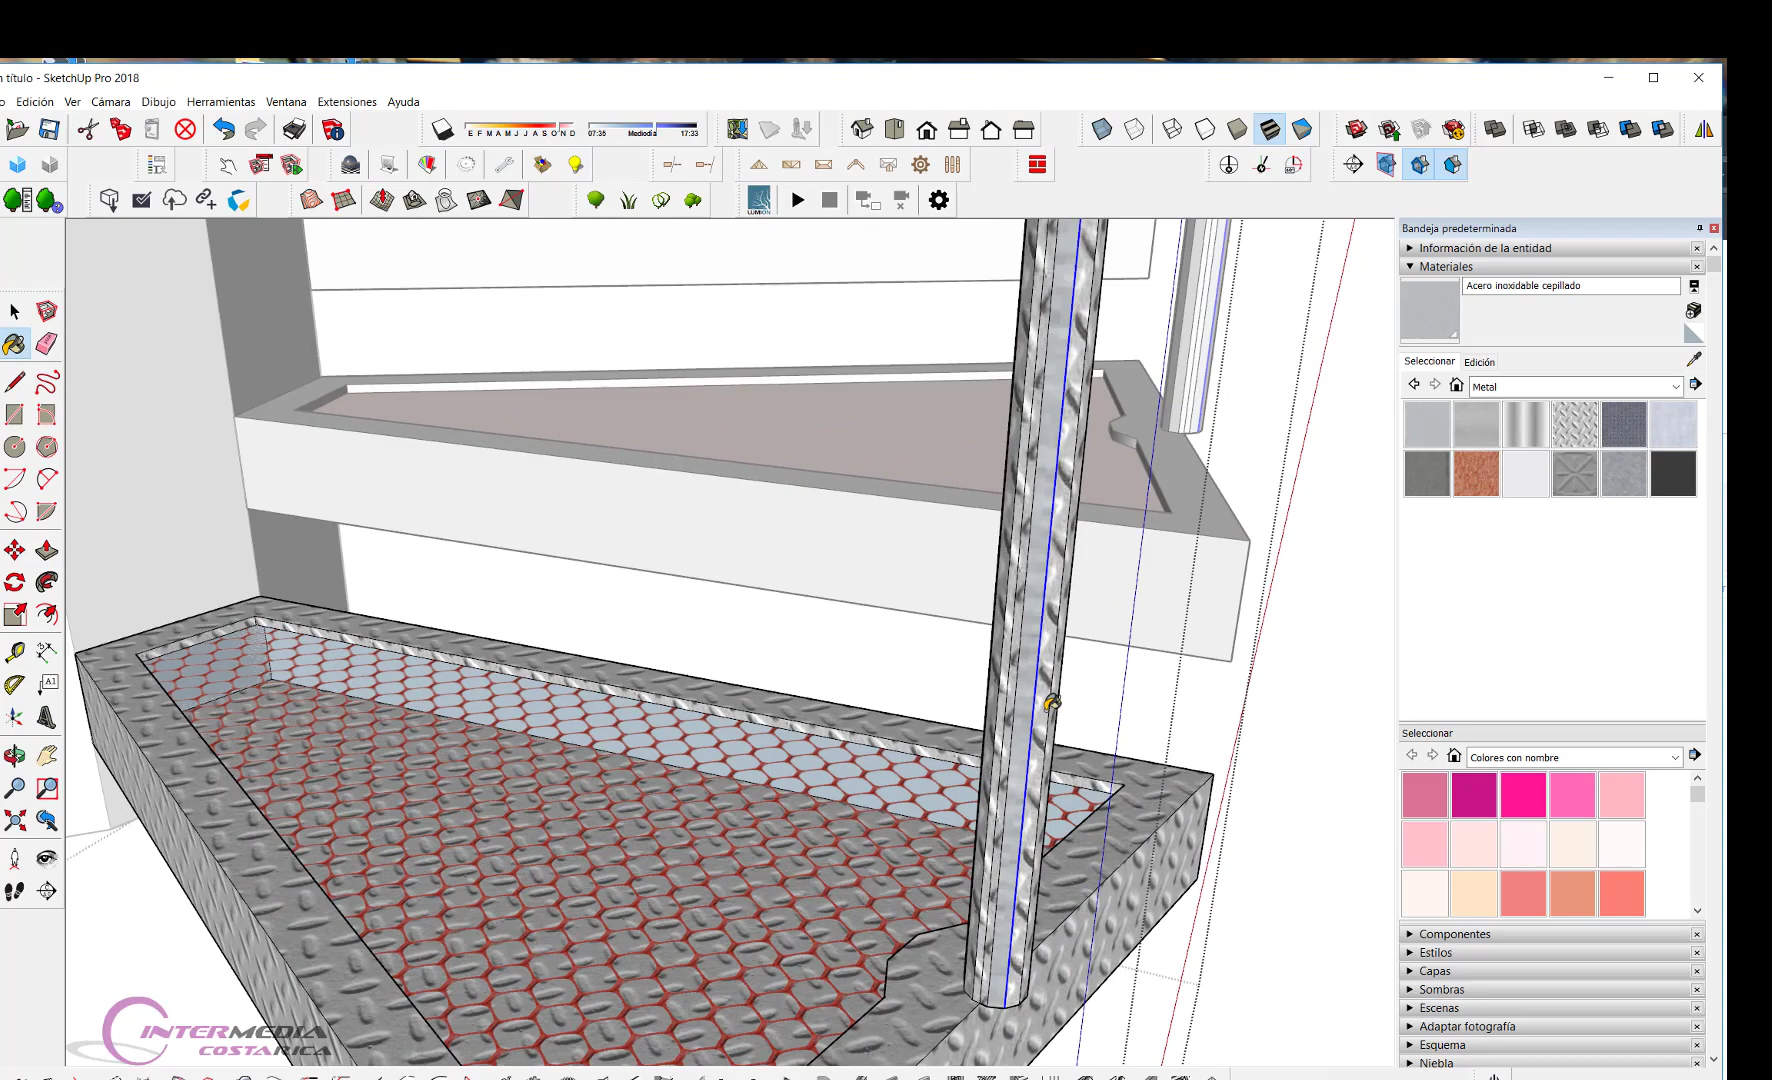 n título - SketchUp Pro 2018
o Edición Ver Cámara Dibujo Herramientas Ventana Extensiones Ayuda
E F M A M J J A S O N D 07:35 Mediodía 17:33
LUMION
Bandeja predeterminada
Información de la entidad
Materiales
Acero inoxidable cepillado
Seleccionar Edición
Metal
A1
Seleccionar
Colores con nombre
Componentes
Estilos
Capas
Sombras
Escenas
Adaptar fotografía
Esquema
Niebla
INTERMEDIA
COSTA RICA